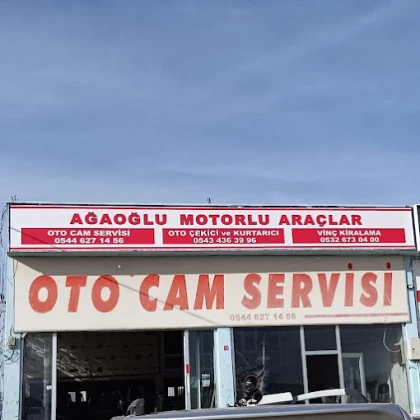 AĞAOĞLU MOTORLU ARAÇLAR
OTO CAM SERVİSİ
0544 627 14 56
OTO ÇEKİCİ ve KURTARICI
0543 436 39 96
VİNÇ KİRALAMA
0532 673 04 00
OTO CAM SERVİSİ
0544 627 14 56